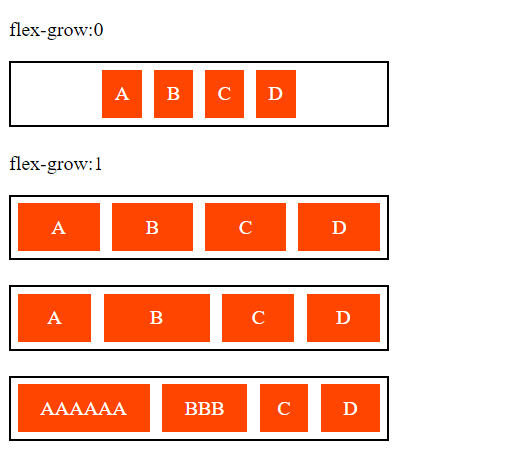 flex-grow:0
A B C D
flex-grow:1
A B C D
A B C D
AAAAAA BBB C D